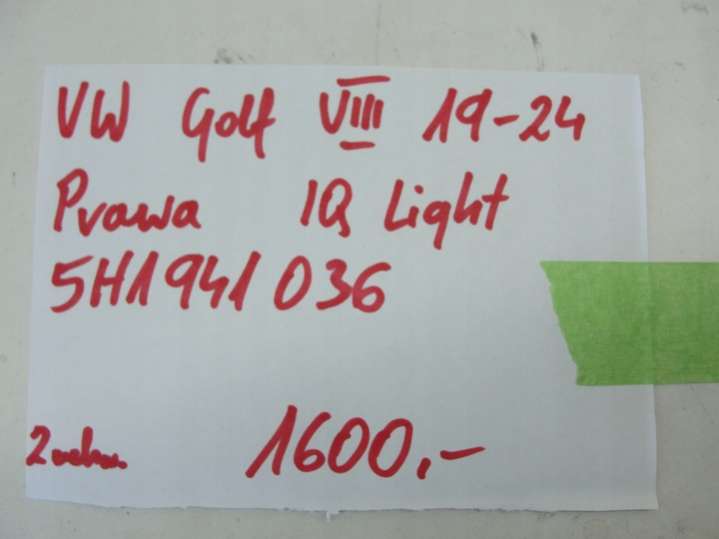 VW Golf VIII 19-24
Prawa IQ Light
5H1941036
1600,-